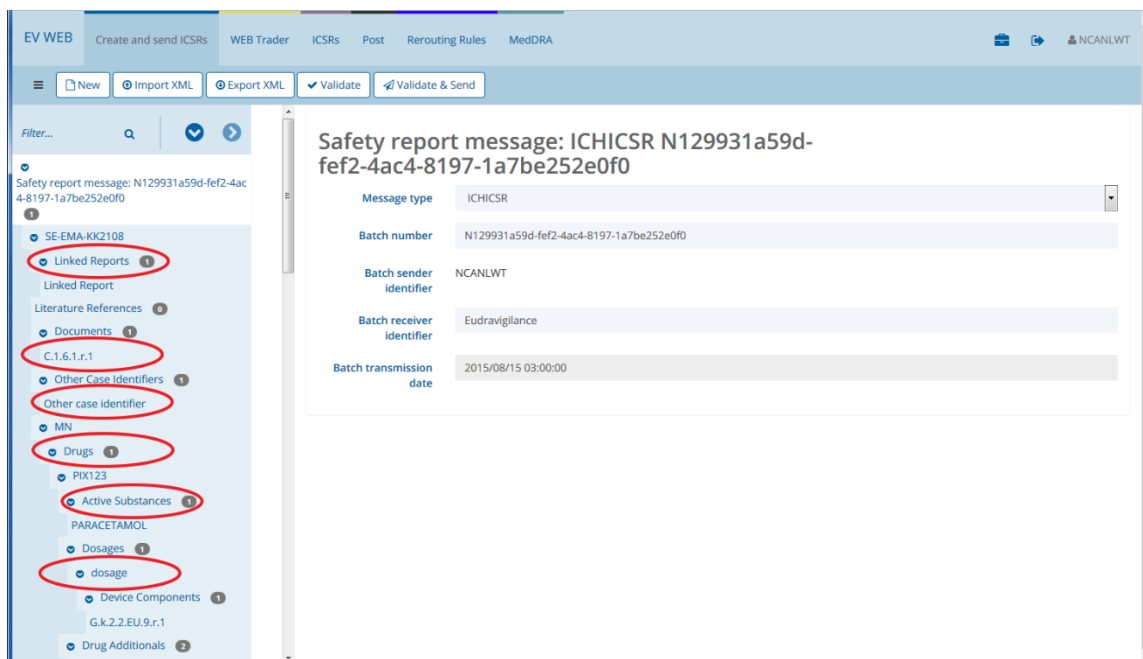 EV WEB
Create and send ICSRs
WEB Trader
ICSRs
Post
Rerouting Rules
MedDRA
NCANLWT
New
Import XML
Export XML
Validate
Validate & Send
Filter...
Safety report message: N129931a59d-fef2-4ac
4-8197-1a7be252e0f0
1
SE-EMA-KK2108
Linked Reports 1
Linked Report
Literature References 0
Documents 1
C.1.6.1.r.1
Other Case Identifiers 1
Other case identifier
MN
Drugs 1
PIX123
Active Substances 1
PARACETAMOL
Dosages 1
dosage
Device Components 1
G.k.2.2.EU.9.r.1
Drug Additionals 2
Safety report message: ICHICSR N129931a59d-
fef2-4ac4-8197-1a7be252e0f0
Message type ICHICSR
Batch number N129931a59d-fef2-4ac4-8197-1a7be252e0f0
Batch sender NCANLWT
identifier
Batch receiver Eudravigilance
identifier
Batch transmission 2015/08/15 03:00:00
date